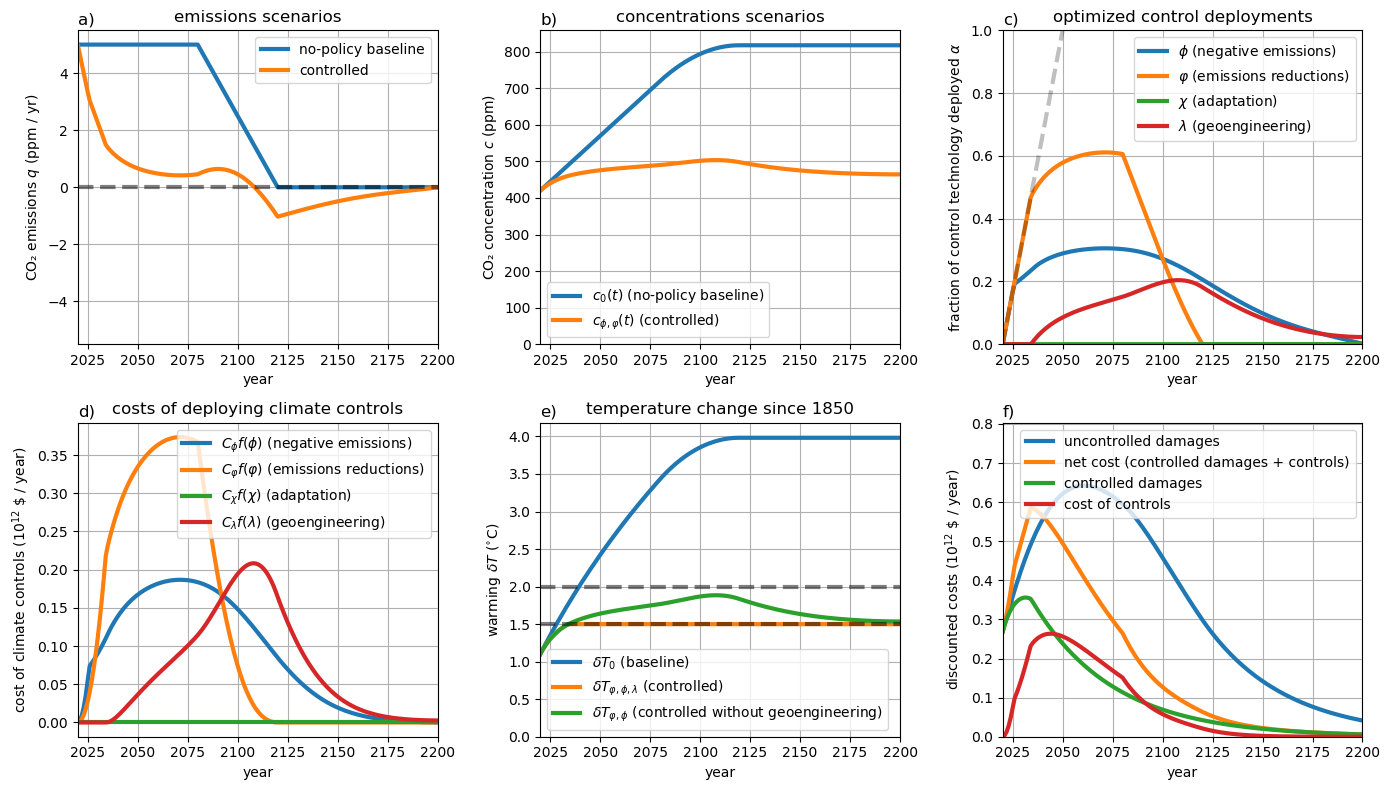 a) emissions scenarios
CO₂ emissions q (ppm / yr)
4
2
0
−2
−4
no-policy baseline
controlled
2025 2050 2075 2100 2125 2150 2175 2200
year
b) concentrations scenarios
CO₂ concentration c (ppm)
800
700
600
500
400
300
200
100
0
c₀(t) (no-policy baseline)
c_{ϕ,φ}(t) (controlled)
2025 2050 2075 2100 2125 2150 2175 2200
year
c) optimized control deployments
fraction of control technology deployed α
1.0
0.8
0.6
0.4
0.2
0.0
ϕ (negative emissions)
φ (emissions reductions)
χ (adaptation)
λ (geoengineering)
2025 2050 2075 2100 2125 2150 2175 2200
year
d) costs of deploying climate controls
cost of climate controls (10¹² $ / year)
0.35
0.30
0.25
0.20
0.15
0.10
0.05
0.00
C_ϕf(ϕ) (negative emissions)
C_φf(φ) (emissions reductions)
C_χf(χ) (adaptation)
C_λf(λ) (geoengineering)
2025 2050 2075 2100 2125 2150 2175 2200
year
e) temperature change since 1850
warming δT (°C)
4.0
3.5
3.0
2.5
2.0
1.5
1.0
0.5
0.0
δT₀ (baseline)
δT_{φ,ϕ,λ} (controlled)
δT_{φ,ϕ} (controlled without geoengineering)
2025 2050 2075 2100 2125 2150 2175 2200
year
f)
discounted costs (10¹² $ / year)
0.8
0.7
0.6
0.5
0.4
0.3
0.2
0.1
0.0
uncontrolled damages
net cost (controlled damages + controls)
controlled damages
cost of controls
2025 2050 2075 2100 2125 2150 2175 2200
year